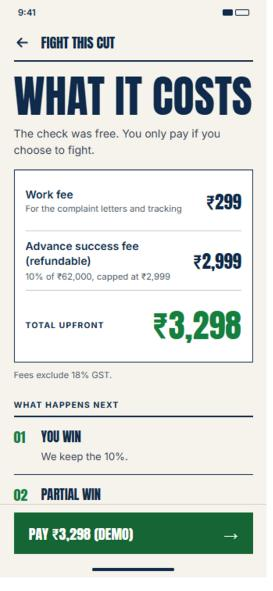 9:41
← FIGHT THIS CUT
WHAT IT COSTS
The check was free. You only pay if you
choose to fight.
Work fee
For the complaint letters and tracking
₹299
Advance success fee
(refundable)
10% of ₹62,000, capped at ₹2,999
₹2,999
TOTAL UPFRONT
₹3,298
Fees exclude 18% GST.
WHAT HAPPENS NEXT
01 YOU WIN
We keep the 10%.
02 PARTIAL WIN
PAY ₹3,298 (DEMO) →